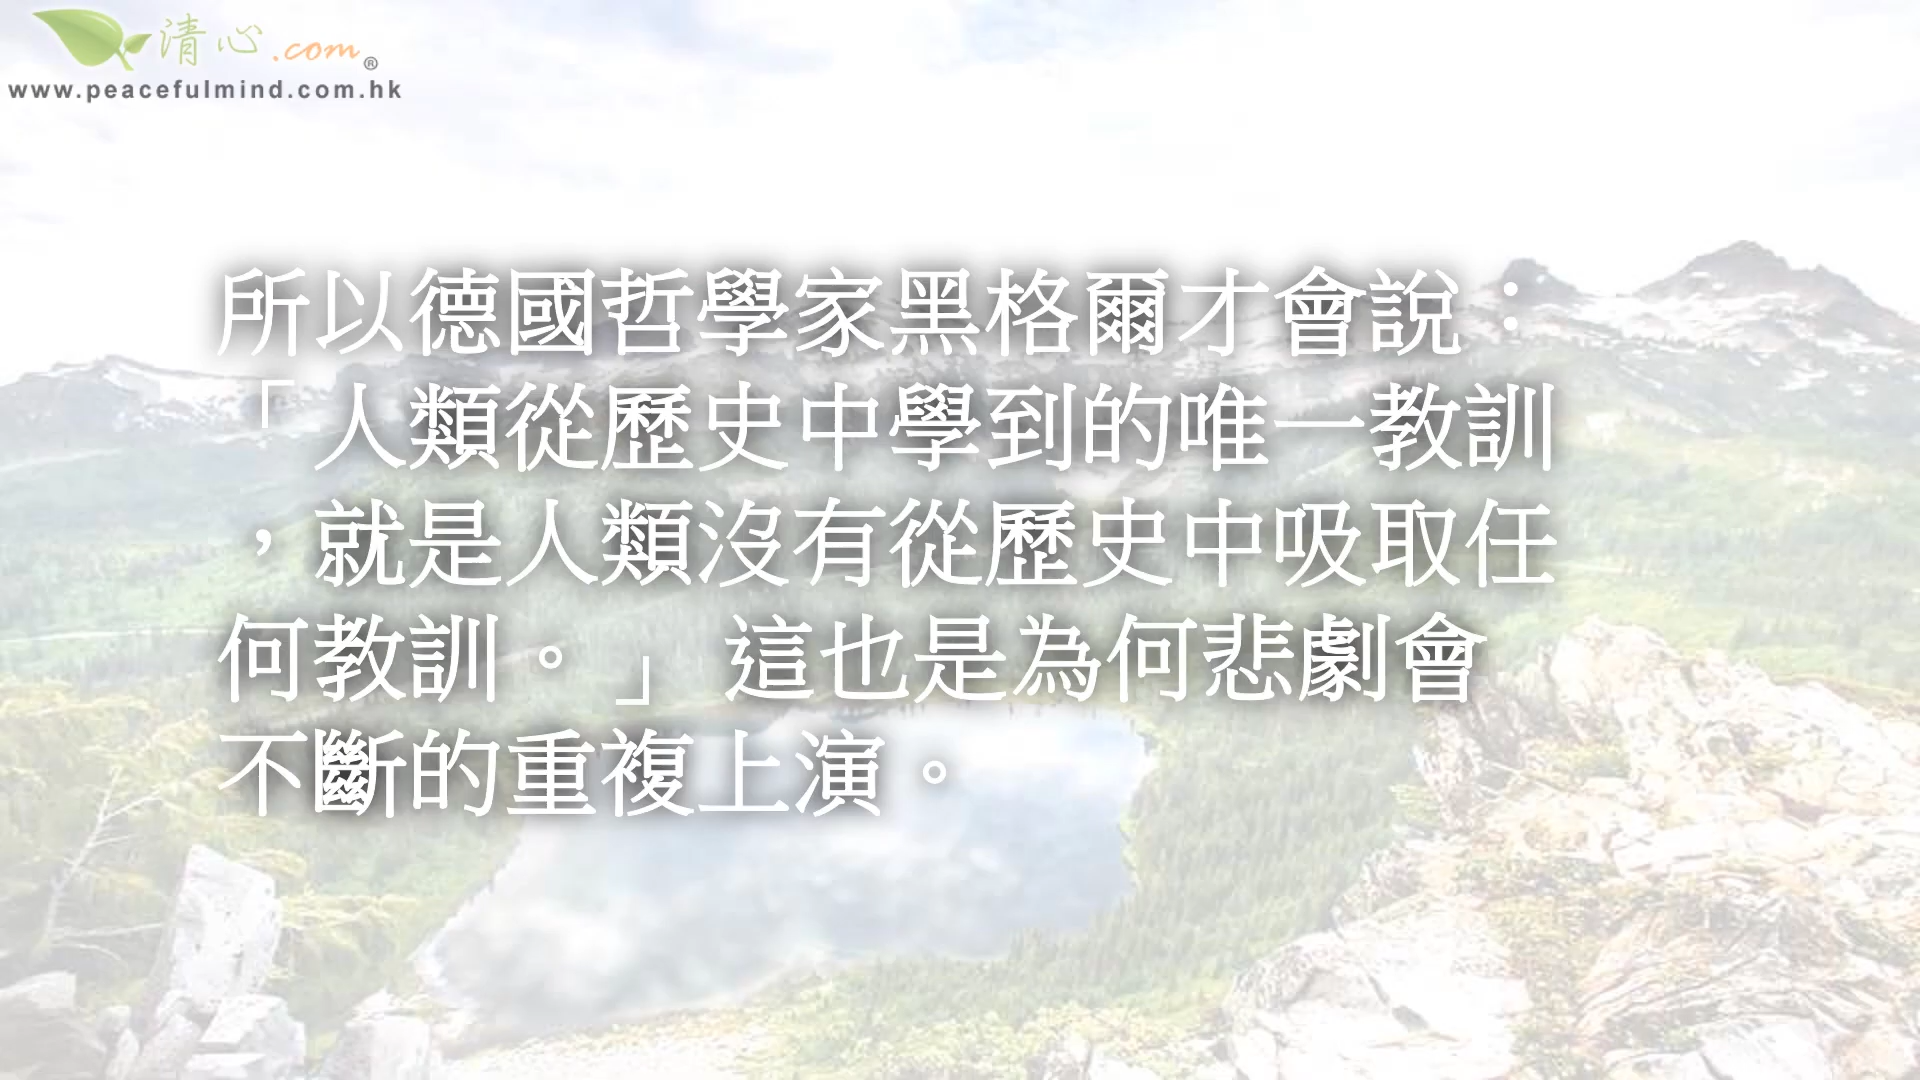 清心.com®
www.peacefulmind.com.hk
所以德國哲學家黑格爾才會說：
「人類從歷史中學到的唯一教訓
，就是人類沒有從歷史中吸取任
何教訓。」 這也是為何悲劇會
不斷的重複上演。